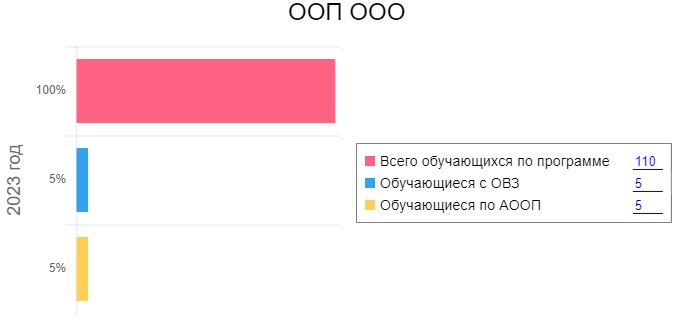 ООП ООО
2023 год
100%
5%
5%
Всего обучающихся по программе 110
Обучающиеся с ОВЗ 5
Обучающиеся по АООП 5